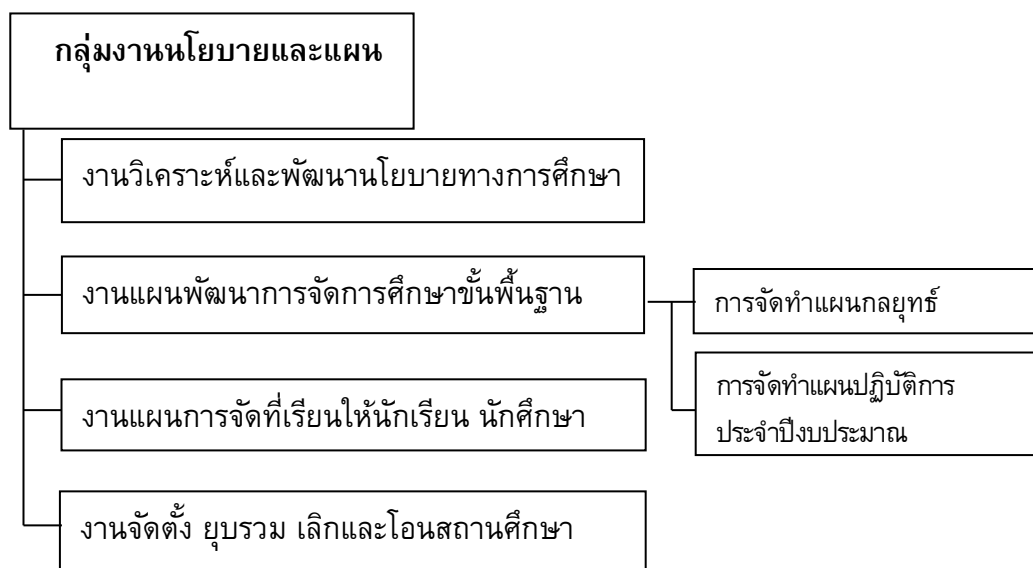 กลุ่มงานนโยบายและแผน
งานวิเคราะห์และพัฒนานโยบายทางการศึกษา
งานแผนพัฒนาการจัดการศึกษาขั้นพื้นฐาน
การจัดทำแผนกลยุทธ์
การจัดทำแผนปฏิบัติการ
ประจำปีงบประมาณ
งานแผนการจัดที่เรียนให้นักเรียน นักศึกษา
งานจัดตั้ง ยุบรวม เลิกและโอนสถานศึกษา